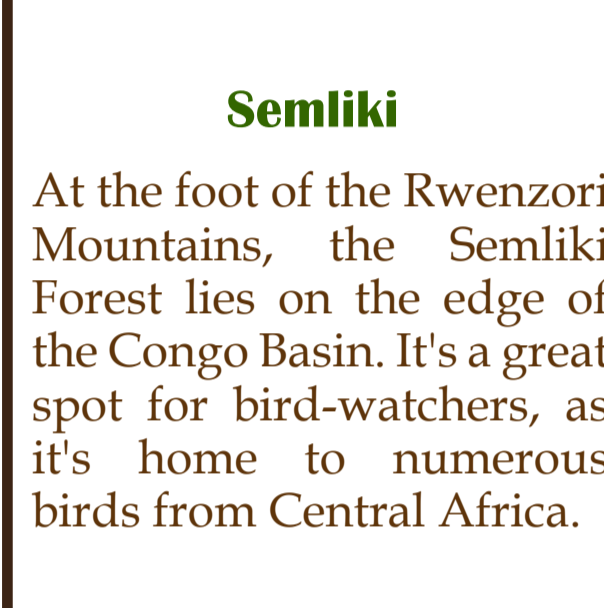 Semliki
At the foot of the Rwenzori
Mountains, the Semliki
Forest lies on the edge of
the Congo Basin. It's a great
spot for bird-watchers, as
it's home to numerous
birds from Central Africa.